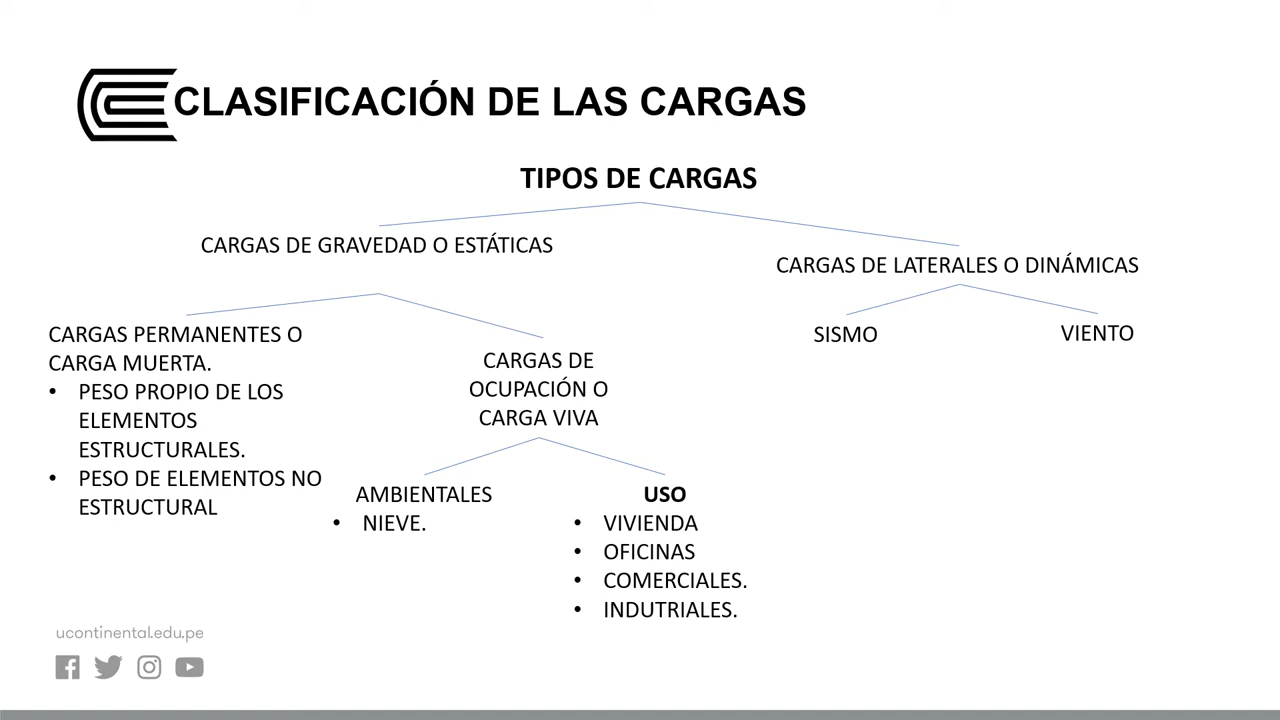 CLASIFICACIÓN DE LAS CARGAS
TIPOS DE CARGAS
CARGAS DE GRAVEDAD O ESTÁTICAS
CARGAS DE LATERALES O DINÁMICAS
CARGAS PERMANENTES O
CARGA MUERTA.
• PESO PROPIO DE LOS
ELEMENTOS
ESTRUCTURALES.
• PESO DE ELEMENTOS NO
ESTRUCTURAL
CARGAS DE
OCUPACIÓN O
CARGA VIVA
SISMO
VIENTO
AMBIENTALES
• NIEVE.
USO
• VIVIENDA
• OFICINAS
• COMERCIALES.
• INDUTRIALES.
ucontinental.edu.pe